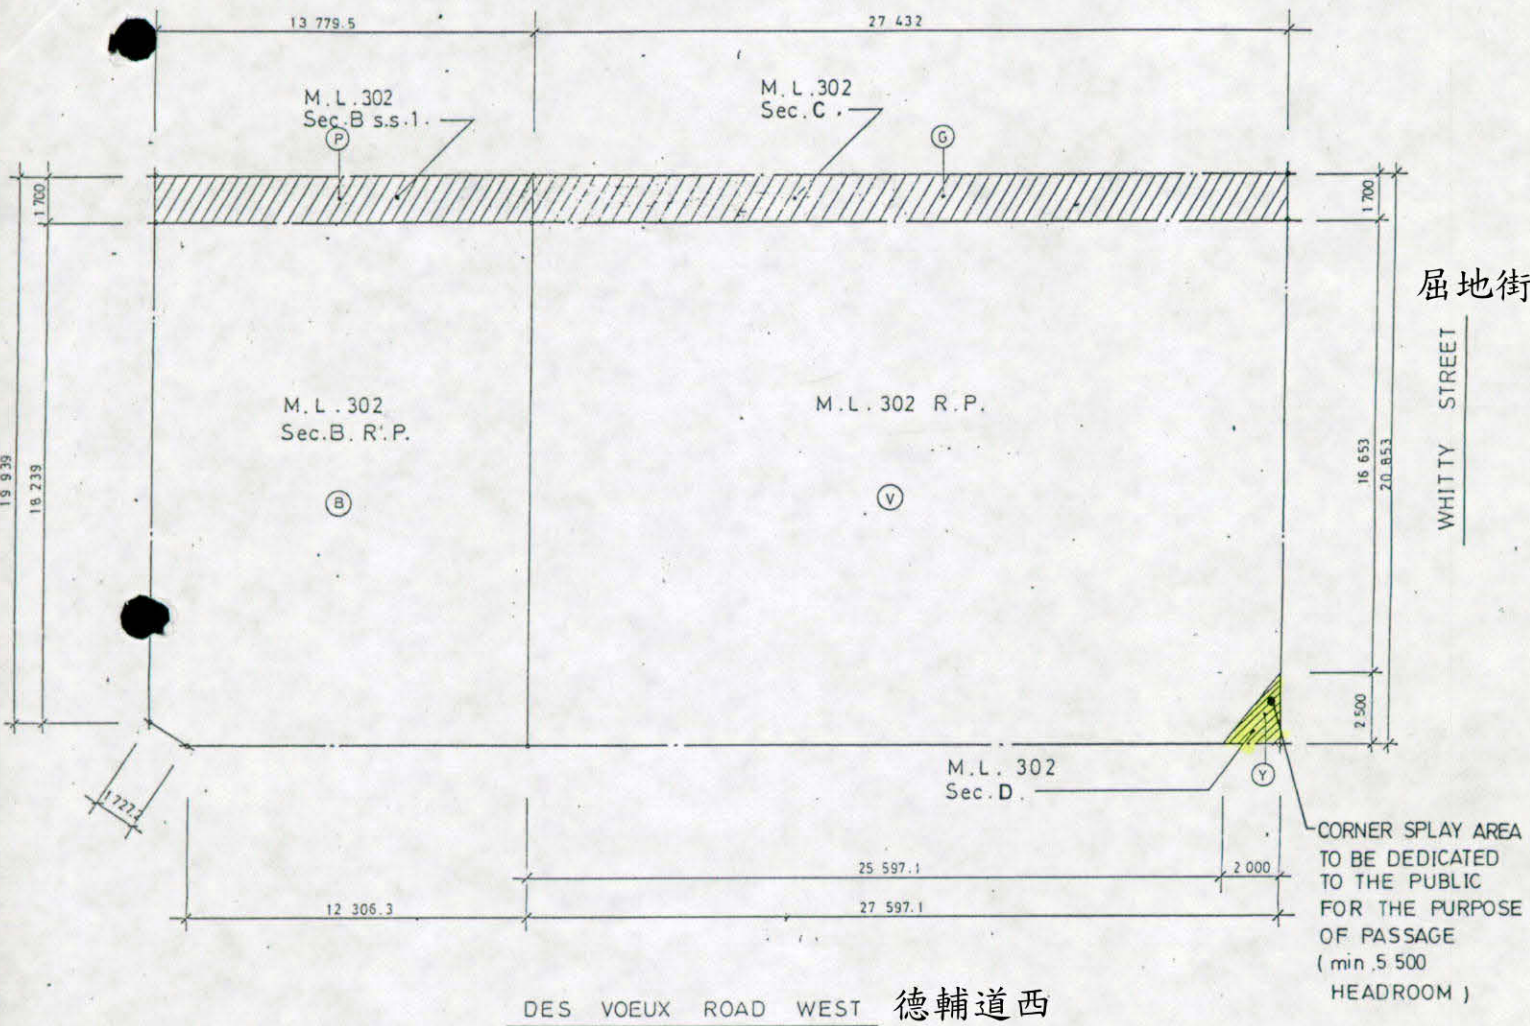 13 779.5
27 432
M.L.302
Sec.B s.s.1.
P
M.L.302
Sec.C.
G
1 700
1 700
屈地街
WHITTY STREET
M.L.302
Sec.B. R.P.
B
M.L.302 R.P.
V
19 939
18 239
16 653
20 853
2 500
1 727.2
M.L. 302
Sec.D.
Y
CORNER SPLAY AREA
TO BE DEDICATED
TO THE PUBLIC
FOR THE PURPOSE
OF PASSAGE
( min .5 500
HEADROOM )
25 597.1
2 000
12 306.3
27 597.1
DES VOEUX ROAD WEST 德輔道西